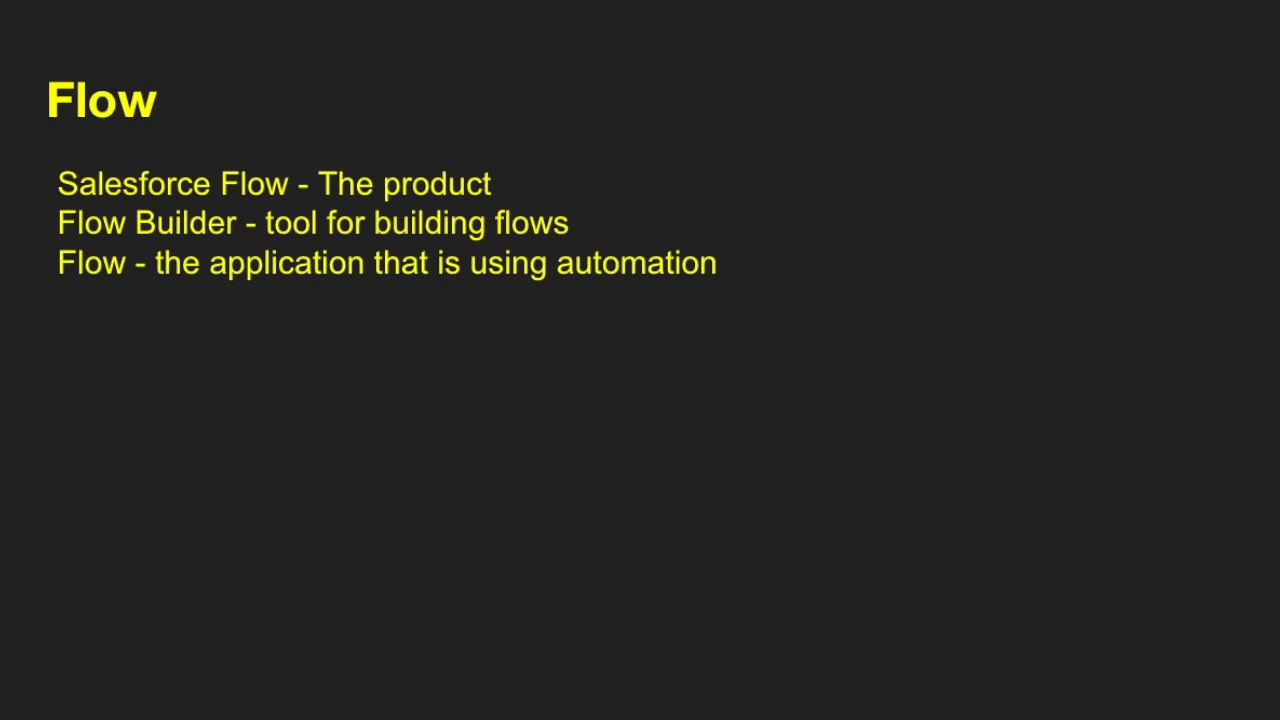 Flow
Salesforce Flow - The product
Flow Builder - tool for building flows
Flow - the application that is using automation